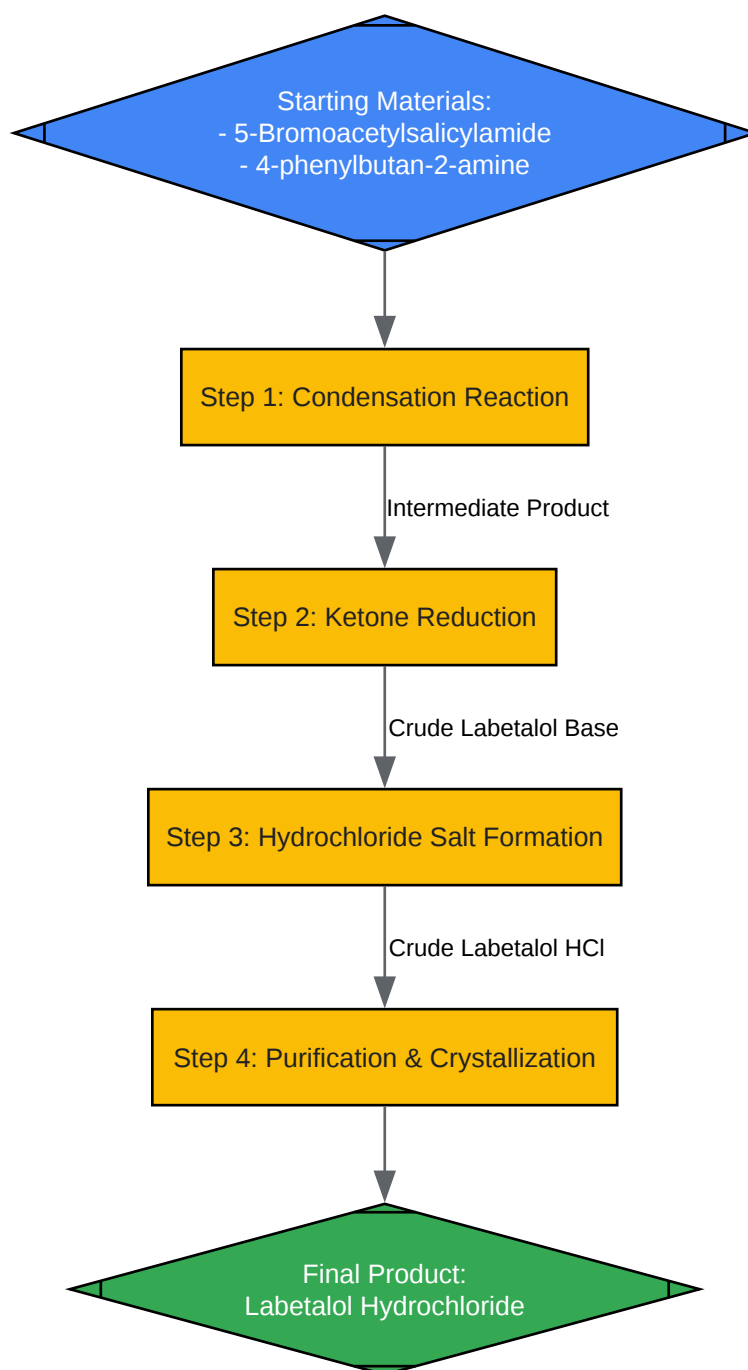 Starting Materials:
- 5-Bromoacetylsalicylamide
- 4-phenylbutan-2-amine
Step 1: Condensation Reaction
Intermediate Product
Step 2: Ketone Reduction
Crude Labetalol Base
Step 3: Hydrochloride Salt Formation
Crude Labetalol HCl
Step 4: Purification & Crystallization
Final Product:
Labetalol Hydrochloride